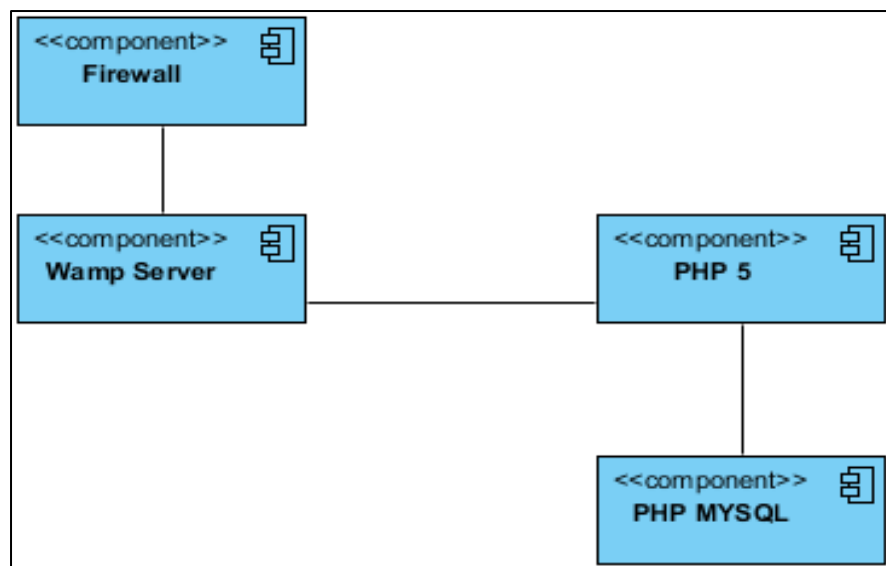 <<component>>
Firewall
<<component>>
Wamp Server
<<component>>
PHP 5
<<component>>
PHP MYSQL